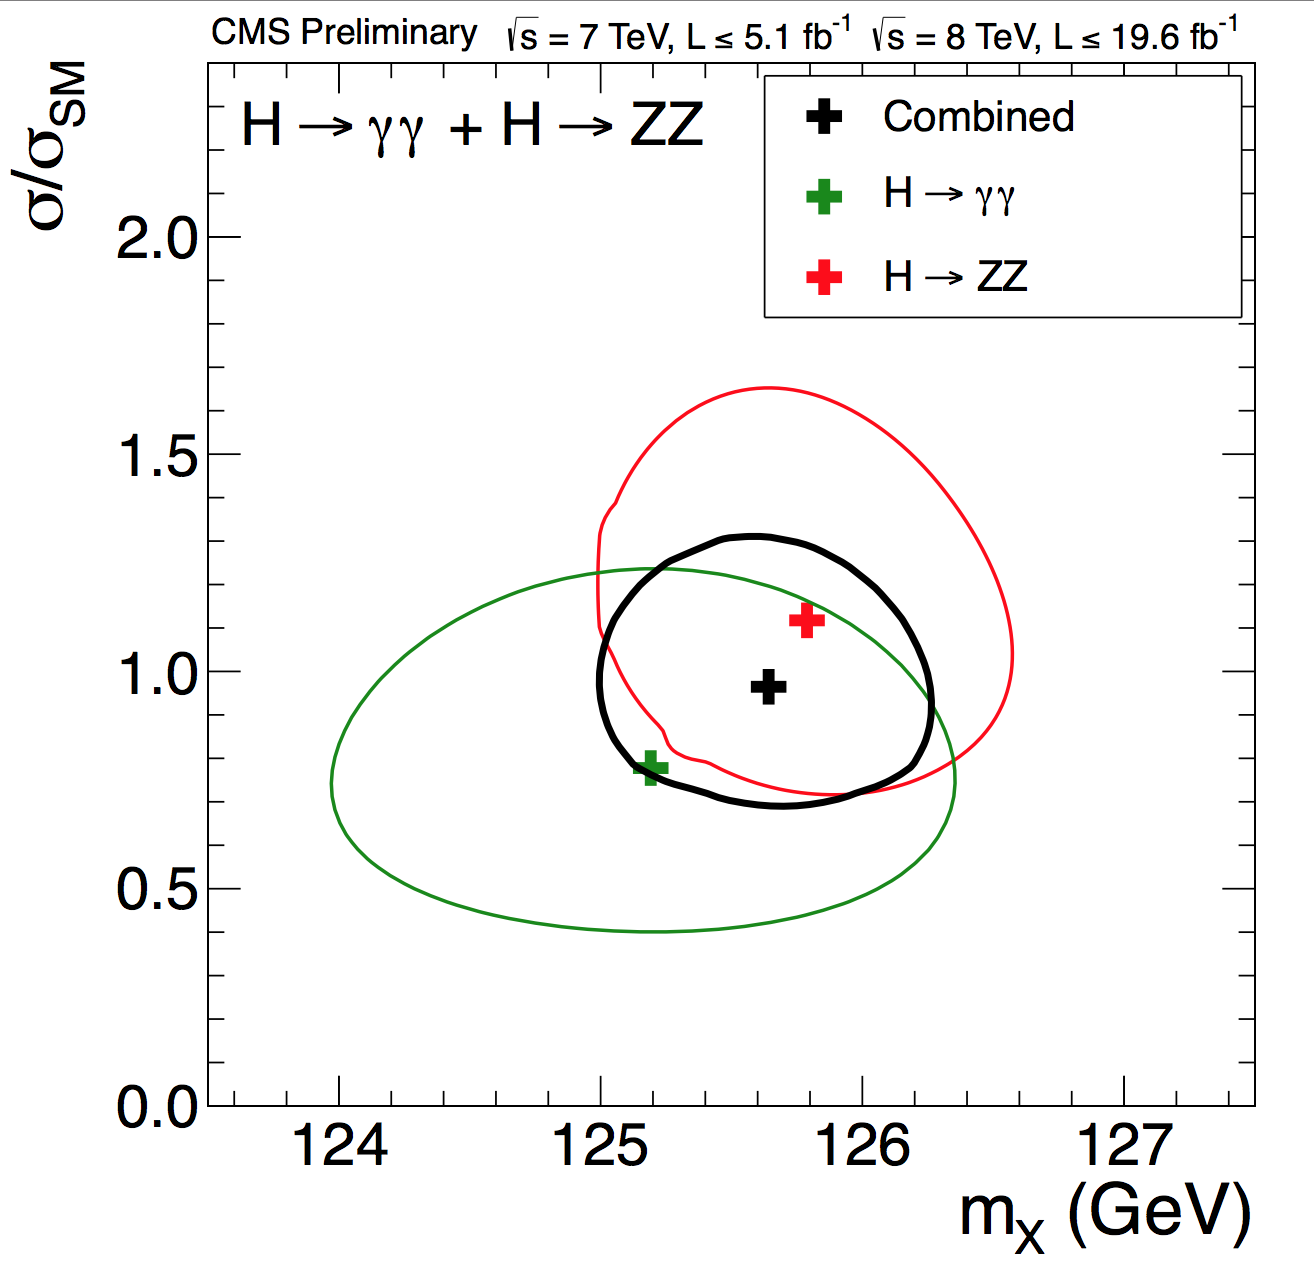 CMS Preliminary √s = 7 TeV, L ≤ 5.1 fb⁻¹ √s = 8 TeV, L ≤ 19.6 fb⁻¹
H → γγ + H → ZZ
Combined
H → γγ
H → ZZ
σ/σSM
2.0
1.5
1.0
0.5
0.0
124 125 126 127
mX (GeV)